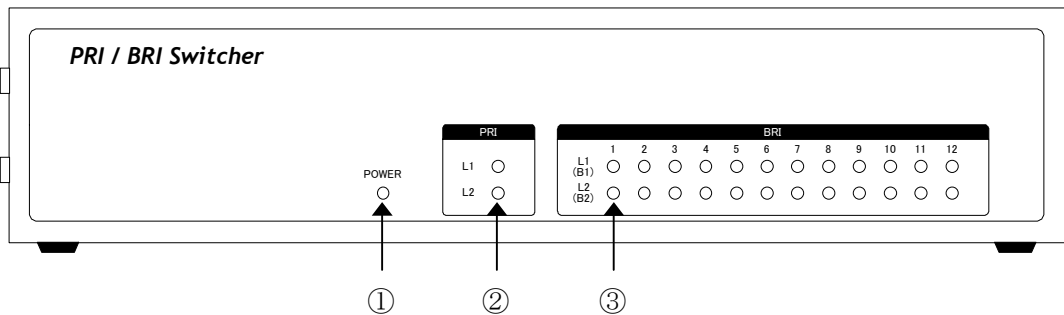 PRI / BRI Switcher
PRI
BRI
1 2 3 4 5 6 7 8 9 10 11 12
L1
L1
(B1)
POWER
L2
L2
(B2)
① ② ③